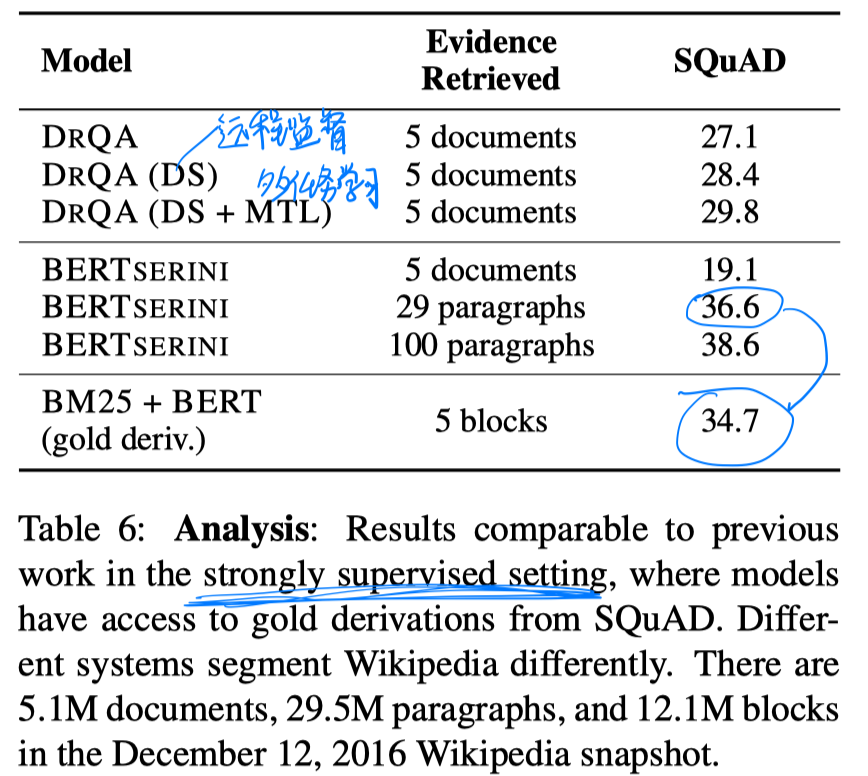 Model Evidence Retrieved SQuAD
DRQA 5 documents 27.1
远程监督
DRQA (DS) 5 documents 28.4
多任务学习
DRQA (DS + MTL) 5 documents 29.8
BERTSERINI 5 documents 19.1
BERTSERINI 29 paragraphs 36.6
BERTSERINI 100 paragraphs 38.6
BM25 + BERT
(gold deriv.) 5 blocks 34.7
Table 6: Analysis: Results comparable to previous
work in the strongly supervised setting, where models
have access to gold derivations from SQuAD. Differ-
ent systems segment Wikipedia differently. There are
5.1M documents, 29.5M paragraphs, and 12.1M blocks
in the December 12, 2016 Wikipedia snapshot.